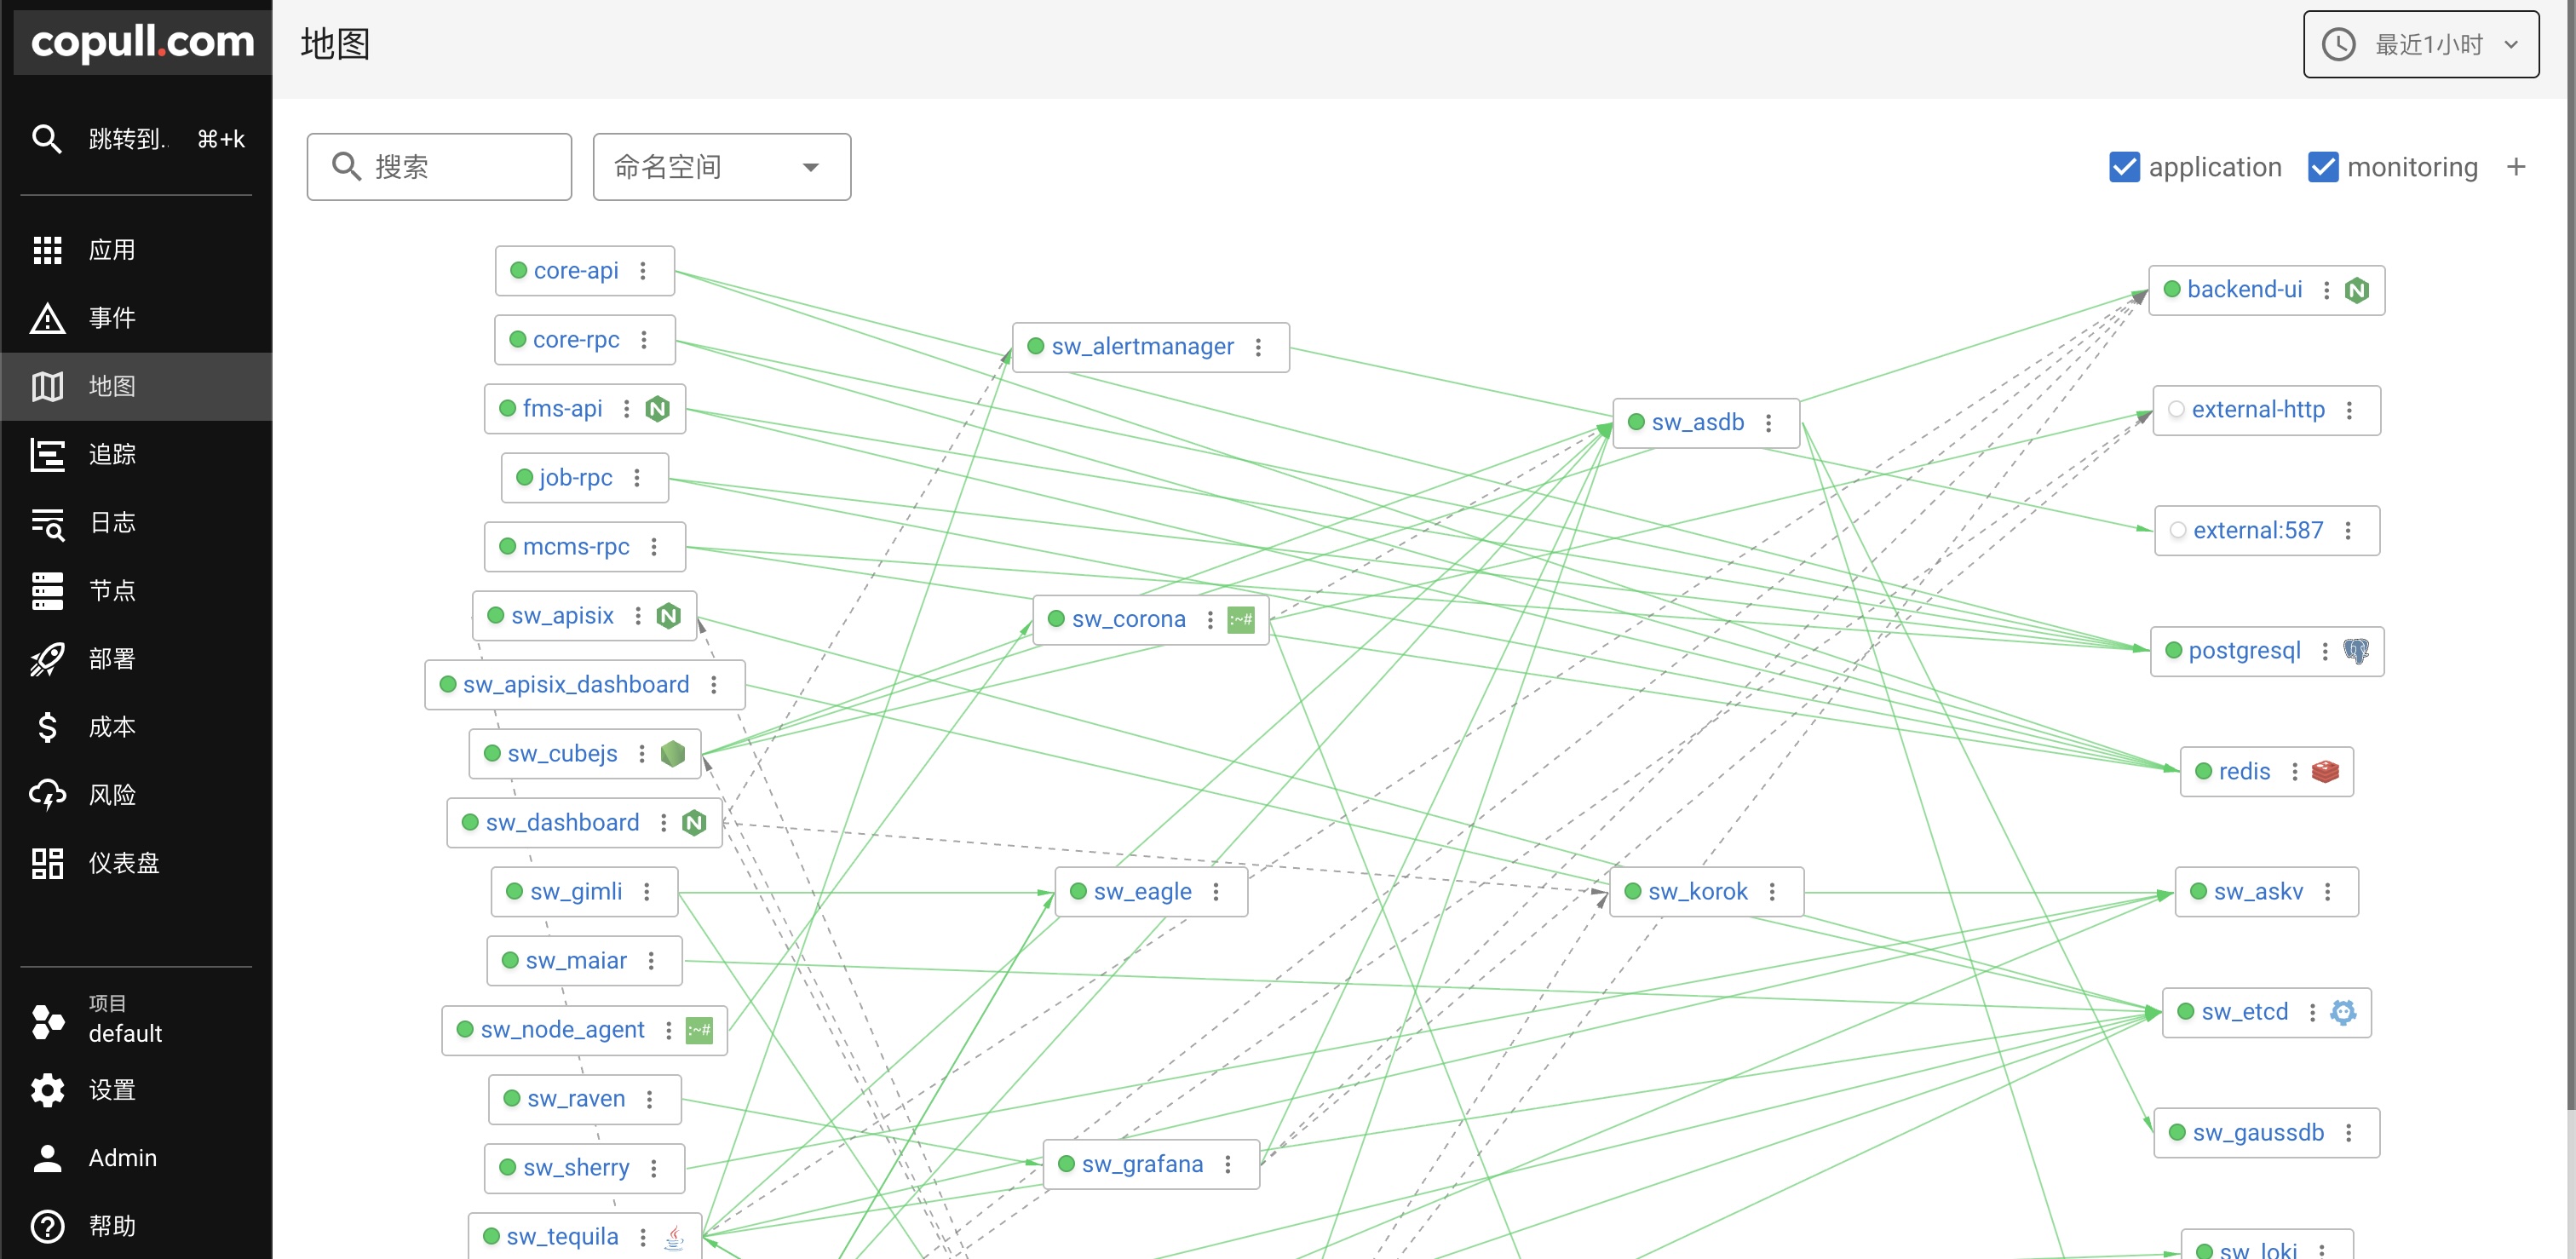 copull.com
跳转到..
⌘+k
应用
事件
地图
追踪
日志
节点
部署
成本
风险
仪表盘
项目
default
设置
Admin
帮助
地图
最近1小时
搜索
命名空间
application
monitoring
core-api
core-rpc
fms-api
job-rpc
mcms-rpc
sw_apisix
sw_apisix_dashboard
sw_cubejs
sw_dashboard
sw_gimli
sw_maiar
sw_node_agent
:~#
sw_raven
sw_sherry
sw_tequila
sw_alertmanager
sw_corona
:~#
sw_eagle
sw_grafana
sw_asdb
sw_korok
backend-ui
external-http
external:587
postgresql
redis
sw_askv
sw_etcd
sw_gaussdb
sw_loki